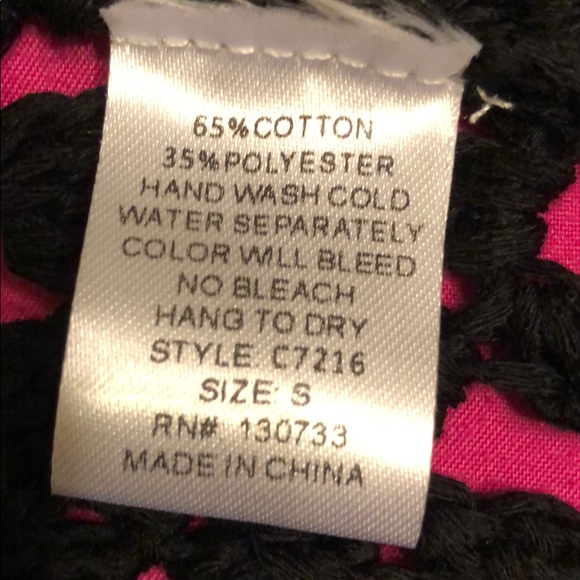 65% COTTON
35% POLYESTER
HAND WASH COLD
WATER SEPARATELY
COLOR WILL BLEED
NO BLEACH
HANG TO DRY
STYLE: C7216
SIZE: S
RN# 130733
MADE IN CHINA